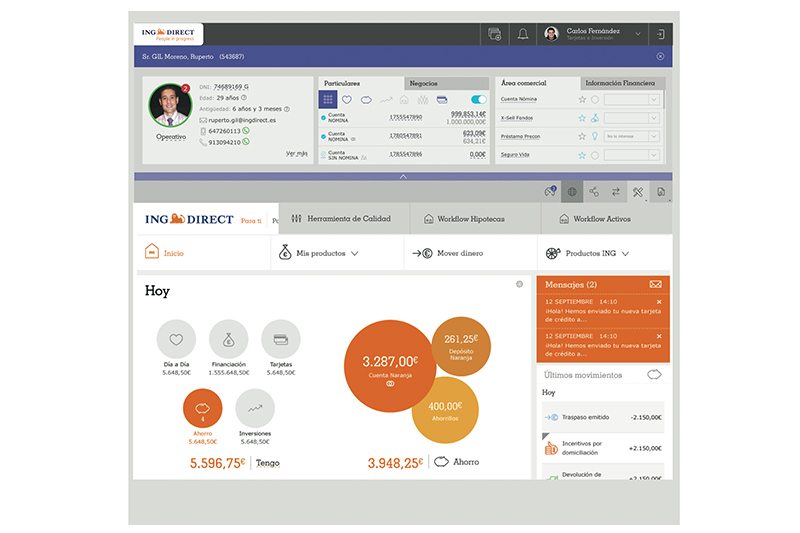 ING DIRECT
People in progress
Carlos Fernández
Tarjetas e Inversión
Sr. GIL Moreno, Ruperto (543687)
2
Operativo
DNI: 74689169 G
Edad: 29 años
Antigüedad: 6 años y 3 meses
ruperto.gil@ingdirect.es
647260113
913094210
Ver más
Particulares
Negocios
Cuenta NOMINA 1755547890 999.853,14€
1.000.000,00€
Cuenta NOMINA 1780547891 623,09€
634,21€
Cuenta SIN NOMINA 1785547896 0,00€
Área comercial
Información Financiera
Cuenta Nómina
X-Sell Fondos
Préstamo Precon
No le interesa
Seguro Vida
1
ING DIRECT Para ti
Herramienta de Calidad
Workflow Hipotecas
Workflow Activos
Inicio
Mis productos
Mover dinero
Productos ING
Hoy
Día a Día
5.648,50€
Financiación
1.555.648,50€
Tarjetas
5.648,50€
4
Ahorro
5.648,50€
Inversiones
5.648,50€
5.596,75€ Tengo
3.287,00€
Cuenta Naranja
261,25€
Depósito
Naranja
400,00€
Ahorrillos
3.948,25€ Ahorro
Mensajes (2)
12 SEPTIEMBRE 14:10
¡Hola! Hemos enviado tu nueva tarjeta
de crédito a...
12 SEPTIEMBRE 14:10
¡Hola! Hemos enviado tu nueva tarjeta
de crédito a...
Últimos movimientos
Hoy
Traspaso emitido -2.150,00€
Incentivos por
domiciliación +2.150,00€
Devolución de